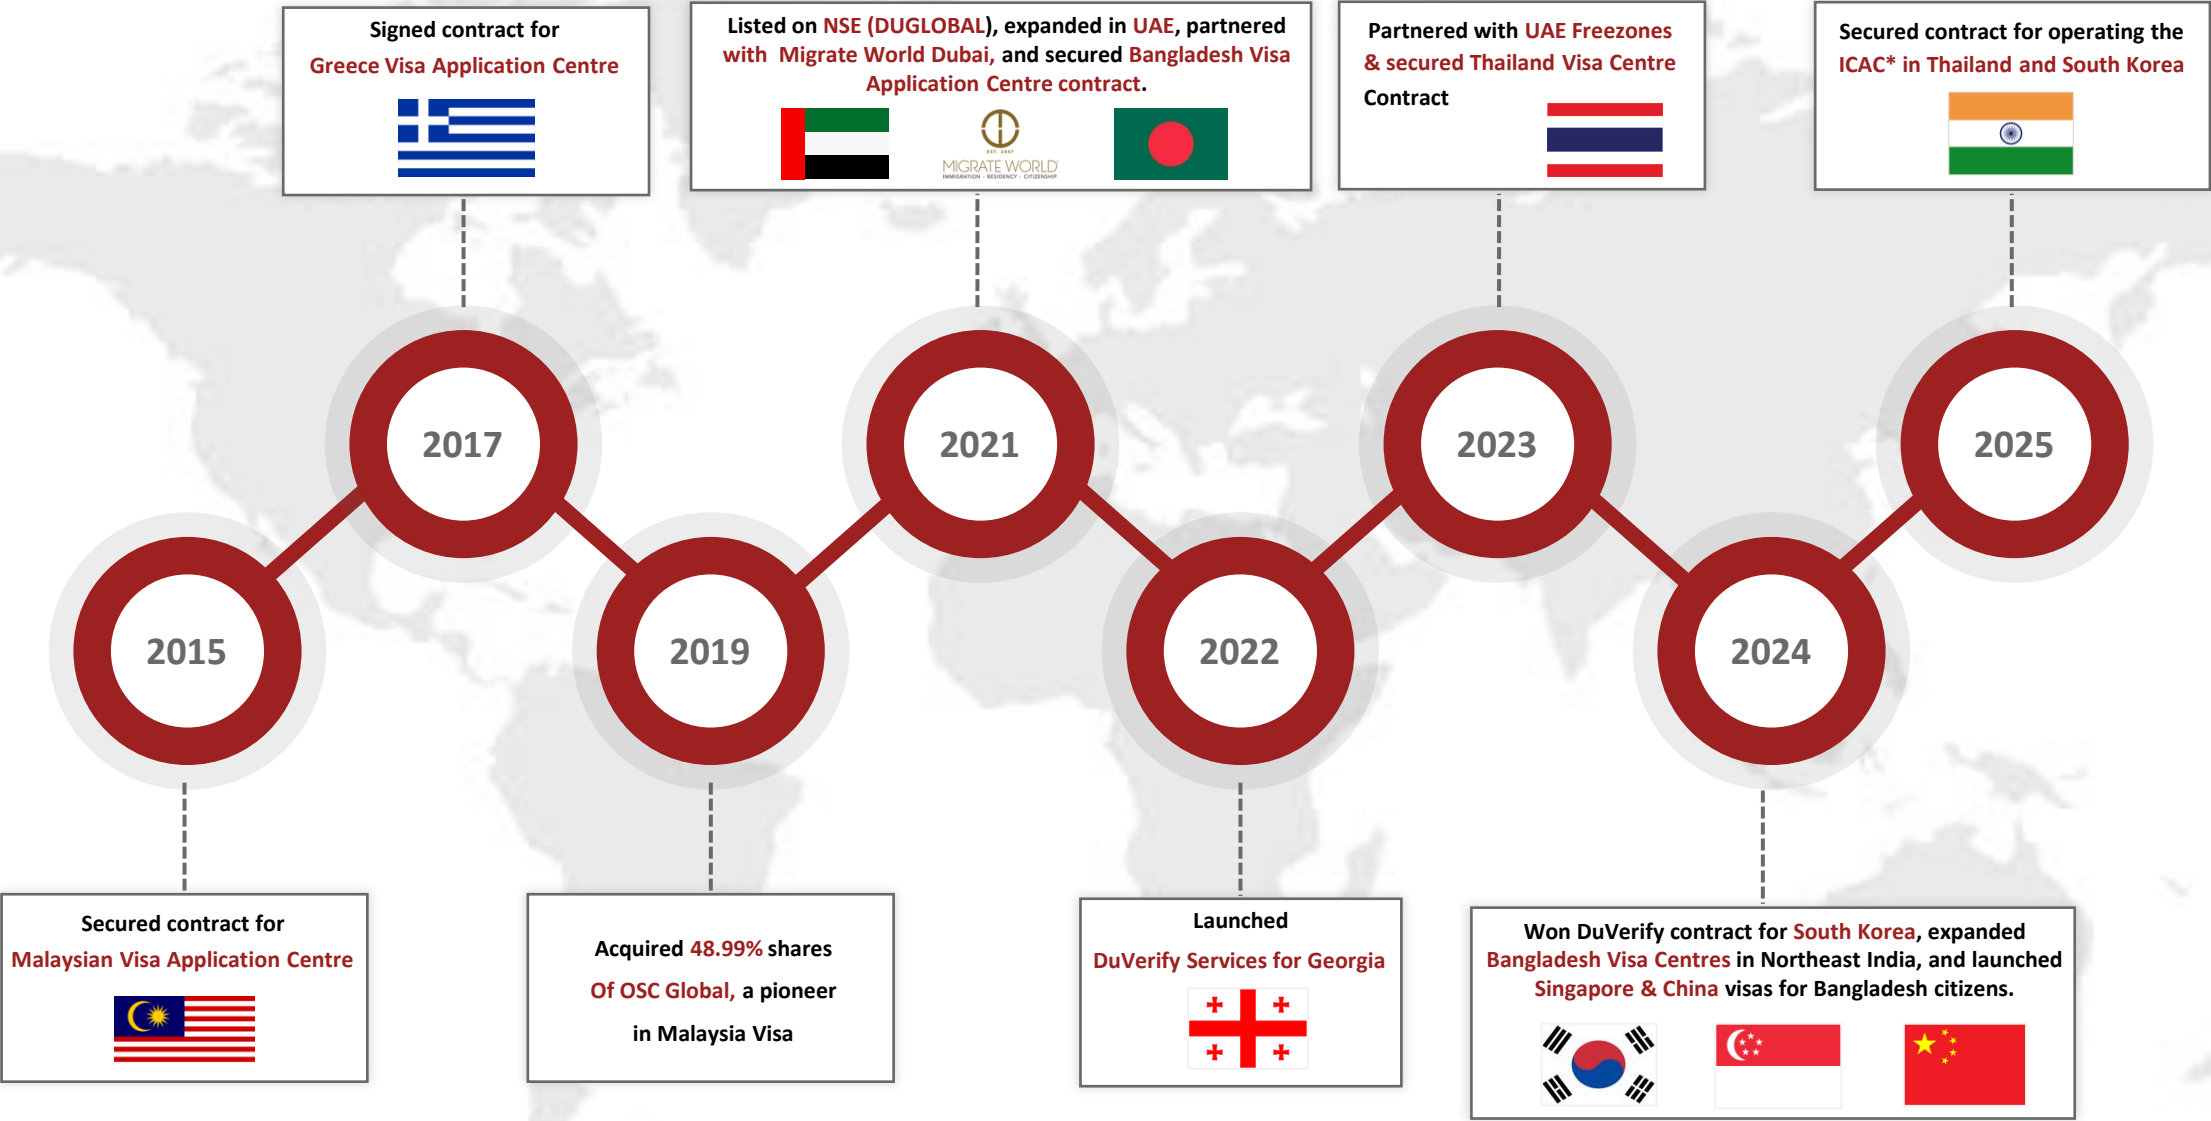 Signed contract for
Greece Visa Application Centre
Listed on NSE (DUGLOBAL), expanded in UAE, partnered
with Migrate World Dubai, and secured Bangladesh Visa
Application Centre contract.
EST. 2007
MIGRATE WORLD
IMMIGRATION - RESIDENCY - CITIZENSHIP
Partnered with UAE Freezones
& secured Thailand Visa Centre
Contract
Secured contract for operating the
ICAC* in Thailand and South Korea
2017
2021
2023
2025
2015
2019
2022
2024
Secured contract for
Malaysian Visa Application Centre
Acquired 48.99% shares
Of OSC Global, a pioneer
in Malaysia Visa
Launched
DuVerify Services for Georgia
Won DuVerify contract for South Korea, expanded
Bangladesh Visa Centres in Northeast India, and launched
Singapore & China visas for Bangladesh citizens.